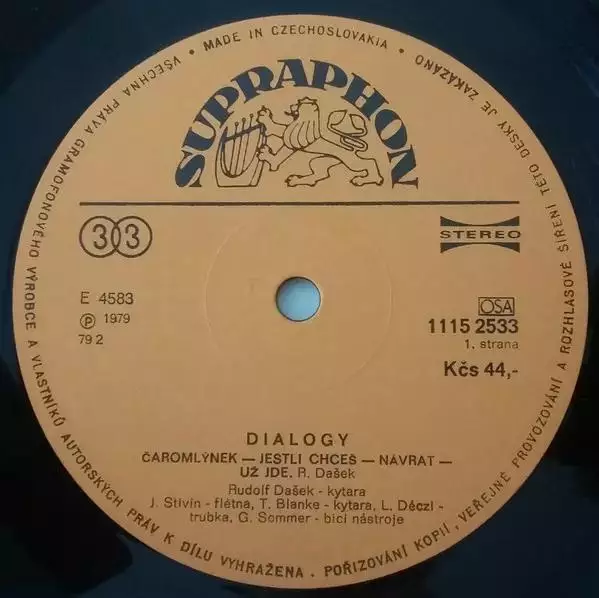 VŠECHNA PRÁVA GRAMOFONOVÉHO VÝROBCE A VLASTNÍKŮ AUTORSKÝCH PRÁV K DÍLU VYHRAŽENA • POŘIZOVÁNÍ KOPIÍ, VEŘEJNÉ PROVOZOVÁNÍ A ROZHLASOVÉ ŠÍŘENÍ TÉTO DESKY JE ZAKÁZÁNO
• MADE IN CZECHOSLOVAKIA •
SUPRAPHON
33
STEREO
E 4583
Ⓟ 1979
79 2
OSA
1115 2533
1. strana
Kčs 44,-
DIALOGY
ČAROMLÝNEK — JESTLI CHCEŠ — NÁVRAT —
UŽ JDE. R. Dašek
Rudolf Dašek - kytara
J. Stivín - flétna, T. Blanke - kytara, L. Déczi -
trubka, G. Sommer - bicí nástroje